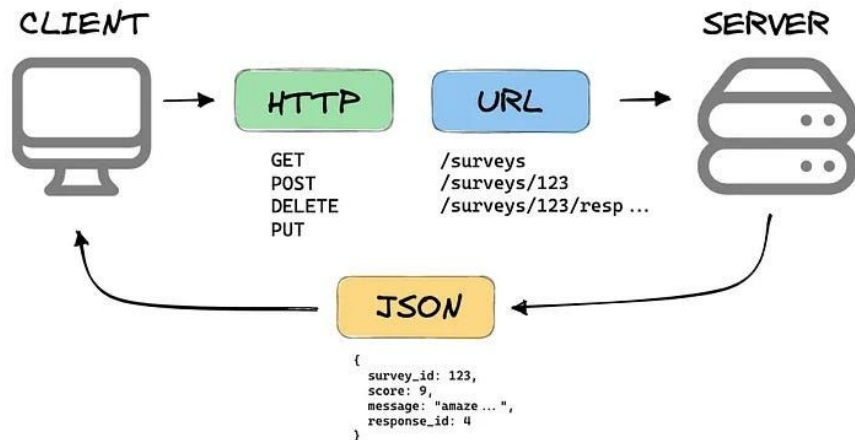 CLIENT
SERVER
HTTP
URL
GET
POST
DELETE
PUT
/surveys
/surveys/123
/surveys/123/resp ...
JSON
{
survey_id: 123,
score: 9,
message: "amaze ... ",
response_id: 4
}